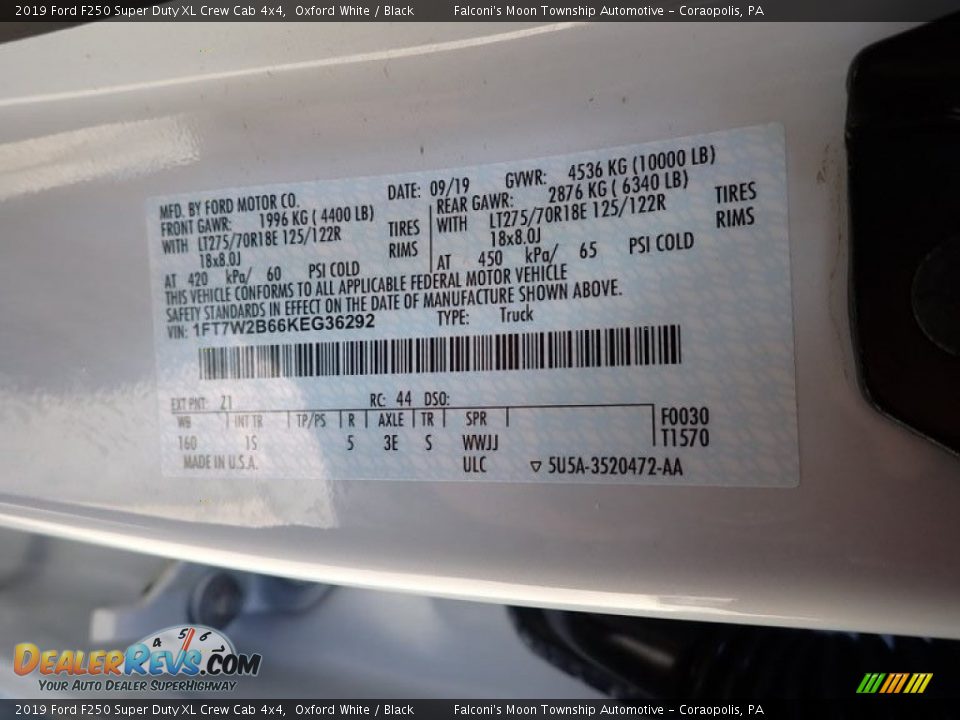 2019 Ford F250 Super Duty XL Crew Cab 4x4, Oxford White / Black Falconi's Moon Township Automotive - Coraopolis, PA
MFD. BY FORD MOTOR CO. DATE: 09/19 GVWR: 4536 KG (10000 LB)
FRONT GAWR: 1996 KG ( 4400 LB) REAR GAWR: 2876 KG ( 6340 LB)
WITH LT275/70R18E 125/122R TIRES WITH LT275/70R18E 125/122R TIRES
18x8.0J RIMS 18x8.0J RIMS
AT 420 kPa/ 60 PSI COLD AT 450 kPa/ 65 PSI COLD
THIS VEHICLE CONFORMS TO ALL APPLICABLE FEDERAL MOTOR VEHICLE
SAFETY STANDARDS IN EFFECT ON THE DATE OF MANUFACTURE SHOWN ABOVE.
VIN: 1FT7W2B66KEG36292 TYPE: Truck
EXT PNT: 21 RC: 44 DSO:
WB INT TR TP/PS R AXLE TR SPR F0030
160 1S 5 3E S WWJJ T1570
MADE IN U.S.A. ULC ▽ 5U5A-3520472-AA
4 5 6
DEALERREVS.COM
Your Auto Dealer SuperHighway
2019 Ford F250 Super Duty XL Crew Cab 4x4, Oxford White / Black Falconi's Moon Township Automotive - Coraopolis, PA